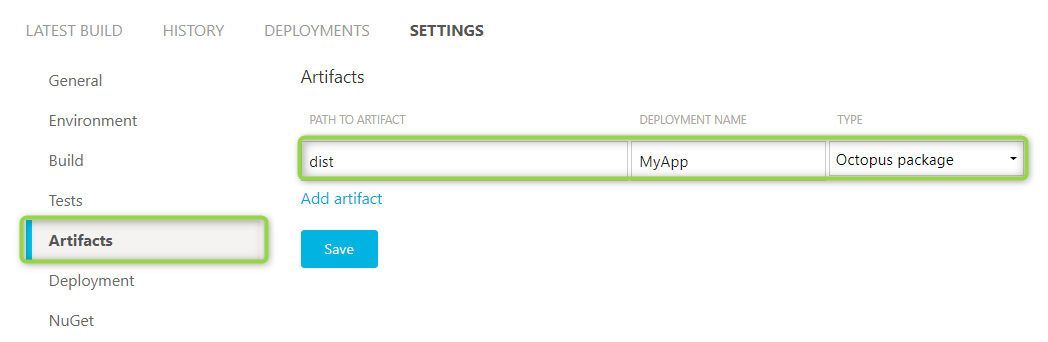 LATEST BUILD HISTORY DEPLOYMENTS SETTINGS
General
Environment
Build
Tests
Artifacts
Deployment
NuGet
Artifacts
PATH TO ARTIFACT DEPLOYMENT NAME TYPE
dist MyApp Octopus package
Add artifact
Save